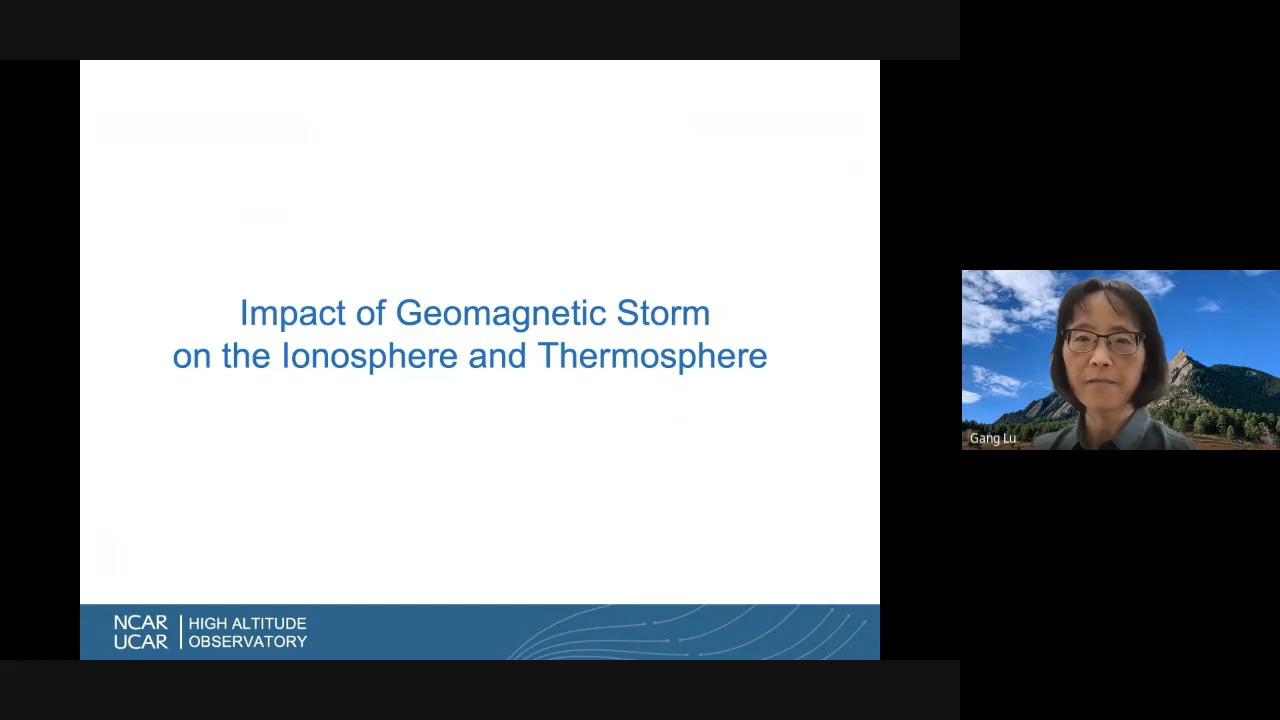 Impact of Geomagnetic Storm
on the Ionosphere and Thermosphere
Gang Lu
NCAR
UCAR
HIGH ALTITUDE
OBSERVATORY